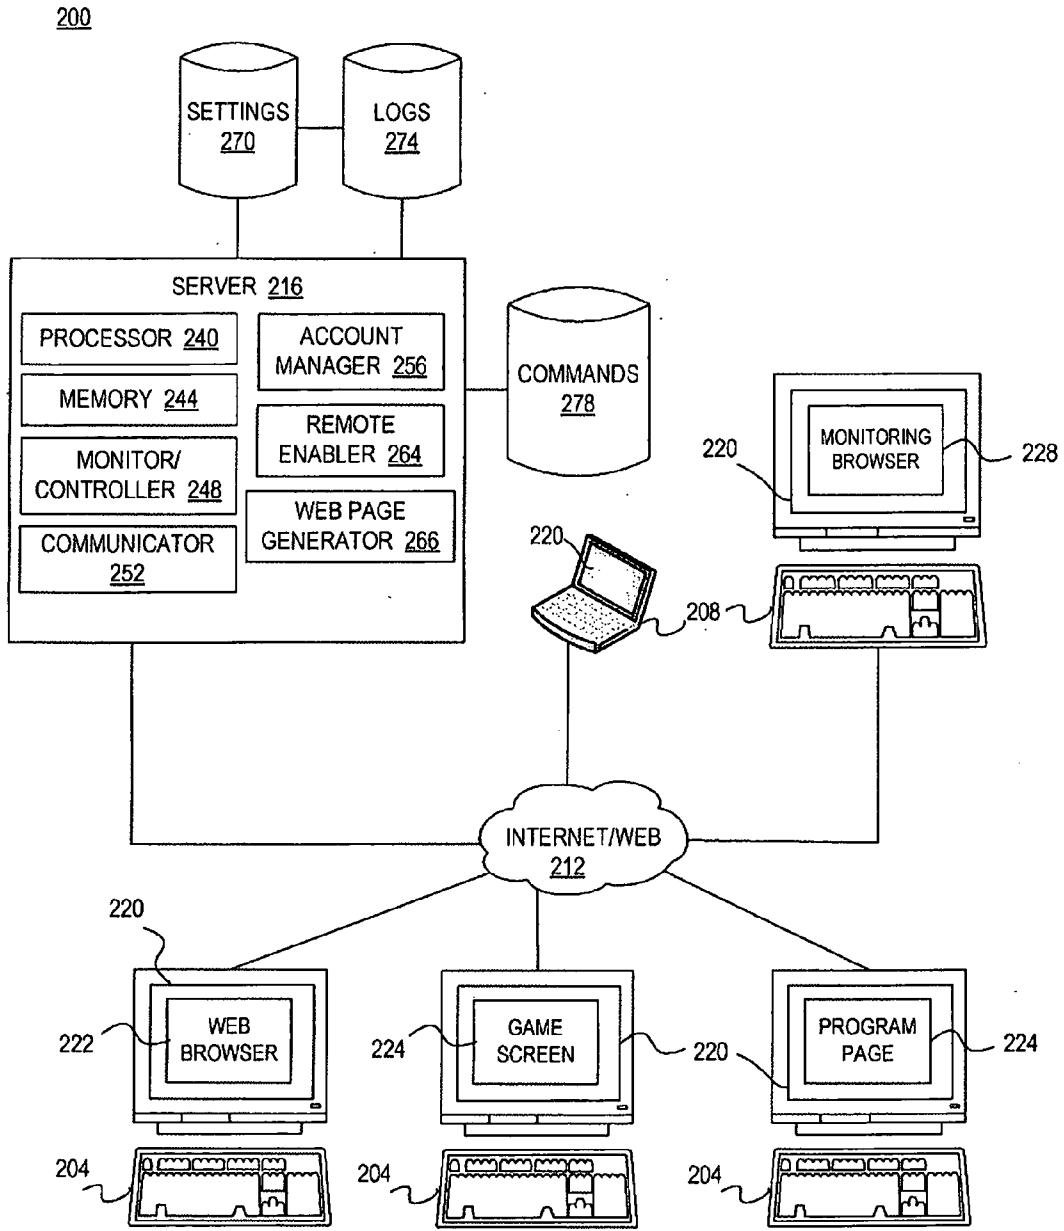 200
SETTINGS
270
LOGS
274
SERVER 216
PROCESSOR 240
MEMORY 244
MONITOR/
CONTROLLER 248
COMMUNICATOR
252
ACCOUNT
MANAGER 256
REMOTE
ENABLER 264
WEB PAGE
GENERATOR 266
COMMANDS
278
220
MONITORING
BROWSER
228
220
208
INTERNET/WEB
212
220
222
WEB
BROWSER
224
GAME
SCREEN
220
PROGRAM
PAGE
224
204
204
204